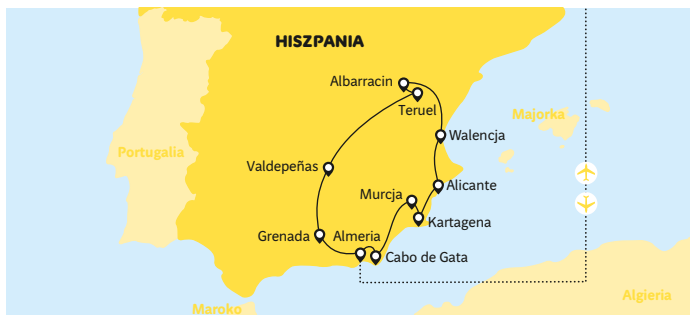 HISZPANIA
Albarracin
Teruel
Majorka
Walencja
Portugalia
Valdepeñas
Alicante
Murcja
Kartagena
Grenada
Almeria
Cabo de Gata
Algieria
Maroko